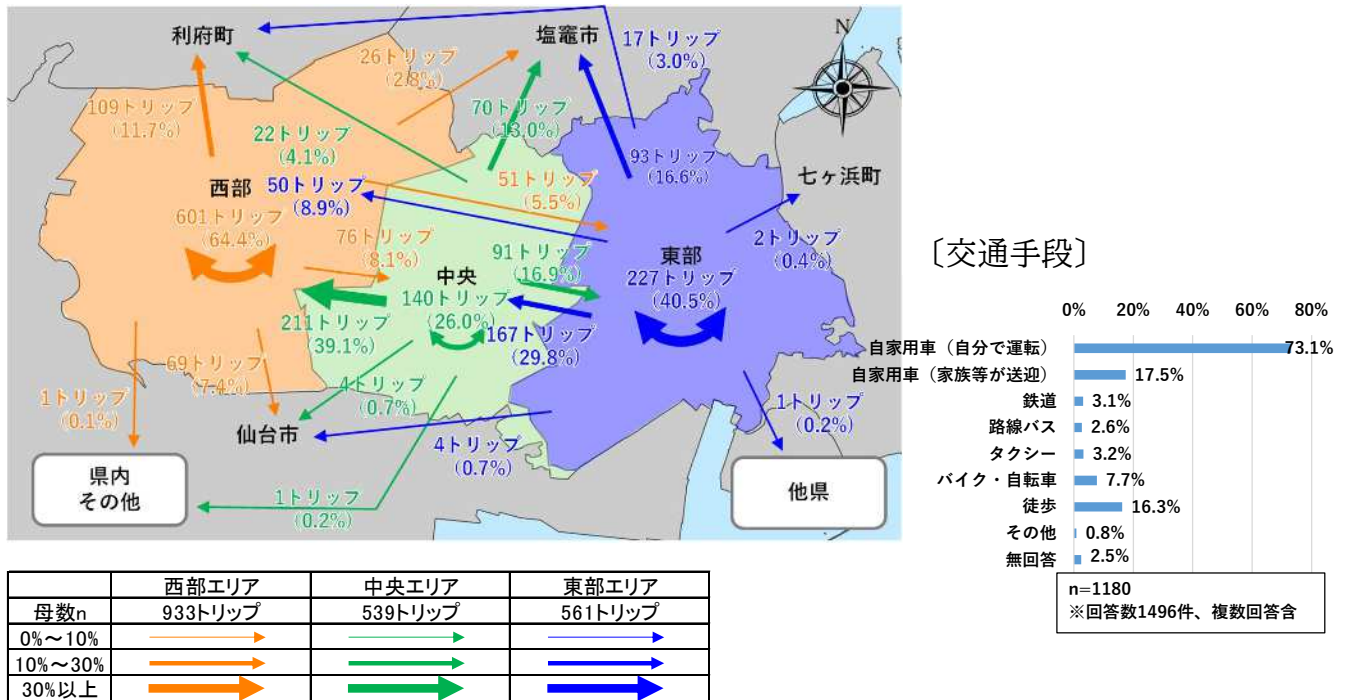 利府町
塩竈市
17トリップ
(3.0%)
N
26トリップ
(2.8%)
109トリップ
(11.7%)
70トリップ
(13.0%)
22トリップ
(4.1%)
93トリップ
(16.6%)
西部
50トリップ
(8.9%)
51トリップ
(5.5%)
七ヶ浜町
601トリップ
(64.4%)
76トリップ
(8.1%)
91トリップ
(16.9%)
東部
227トリップ
(40.5%)
2トリップ
(0.4%)
中央
140トリップ
(26.0%)
211トリップ
(39.1%)
167トリップ
(29.8%)
69トリップ
(7.4%)
4トリップ
(0.7%)
1トリップ
(0.1%)
1トリップ
(0.2%)
仙台市
4トリップ
(0.7%)
県内
その他
1トリップ
(0.2%)
他県
西部エリア 中央エリア 東部エリア
母数n 933トリップ 539トリップ 561トリップ
0%～10%
10%～30%
30%以上
〔交通手段〕
0% 20% 40% 60% 80%
自家用車（自分で運転） 73.1%
自家用車（家族等が送迎） 17.5%
鉄道 3.1%
路線バス 2.6%
タクシー 3.2%
バイク・自転車 7.7%
徒歩 16.3%
その他 0.8%
無回答 2.5%
n=1180
※回答数1496件、複数回答含